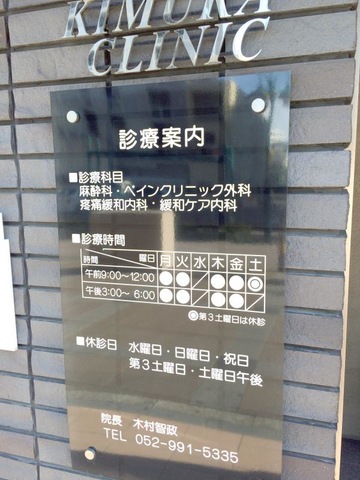 KIMURA
CLINIC
診療案内
■診療科目
麻酔科・ペインクリニック外科
疼痛緩和内科・緩和ケア内科
■診療時間
時間 曜日 月 火 水 木 金 土
午前9:00～12:00 ● ● ／ ● ● ◎
午後3:00～ 6:00 ● ● ／ ● ● ／
◎第3土曜日は休診
■休診日 水曜日・日曜日・祝日
第3土曜日・土曜日午後
院長 木村智政
TEL 052-991-5335